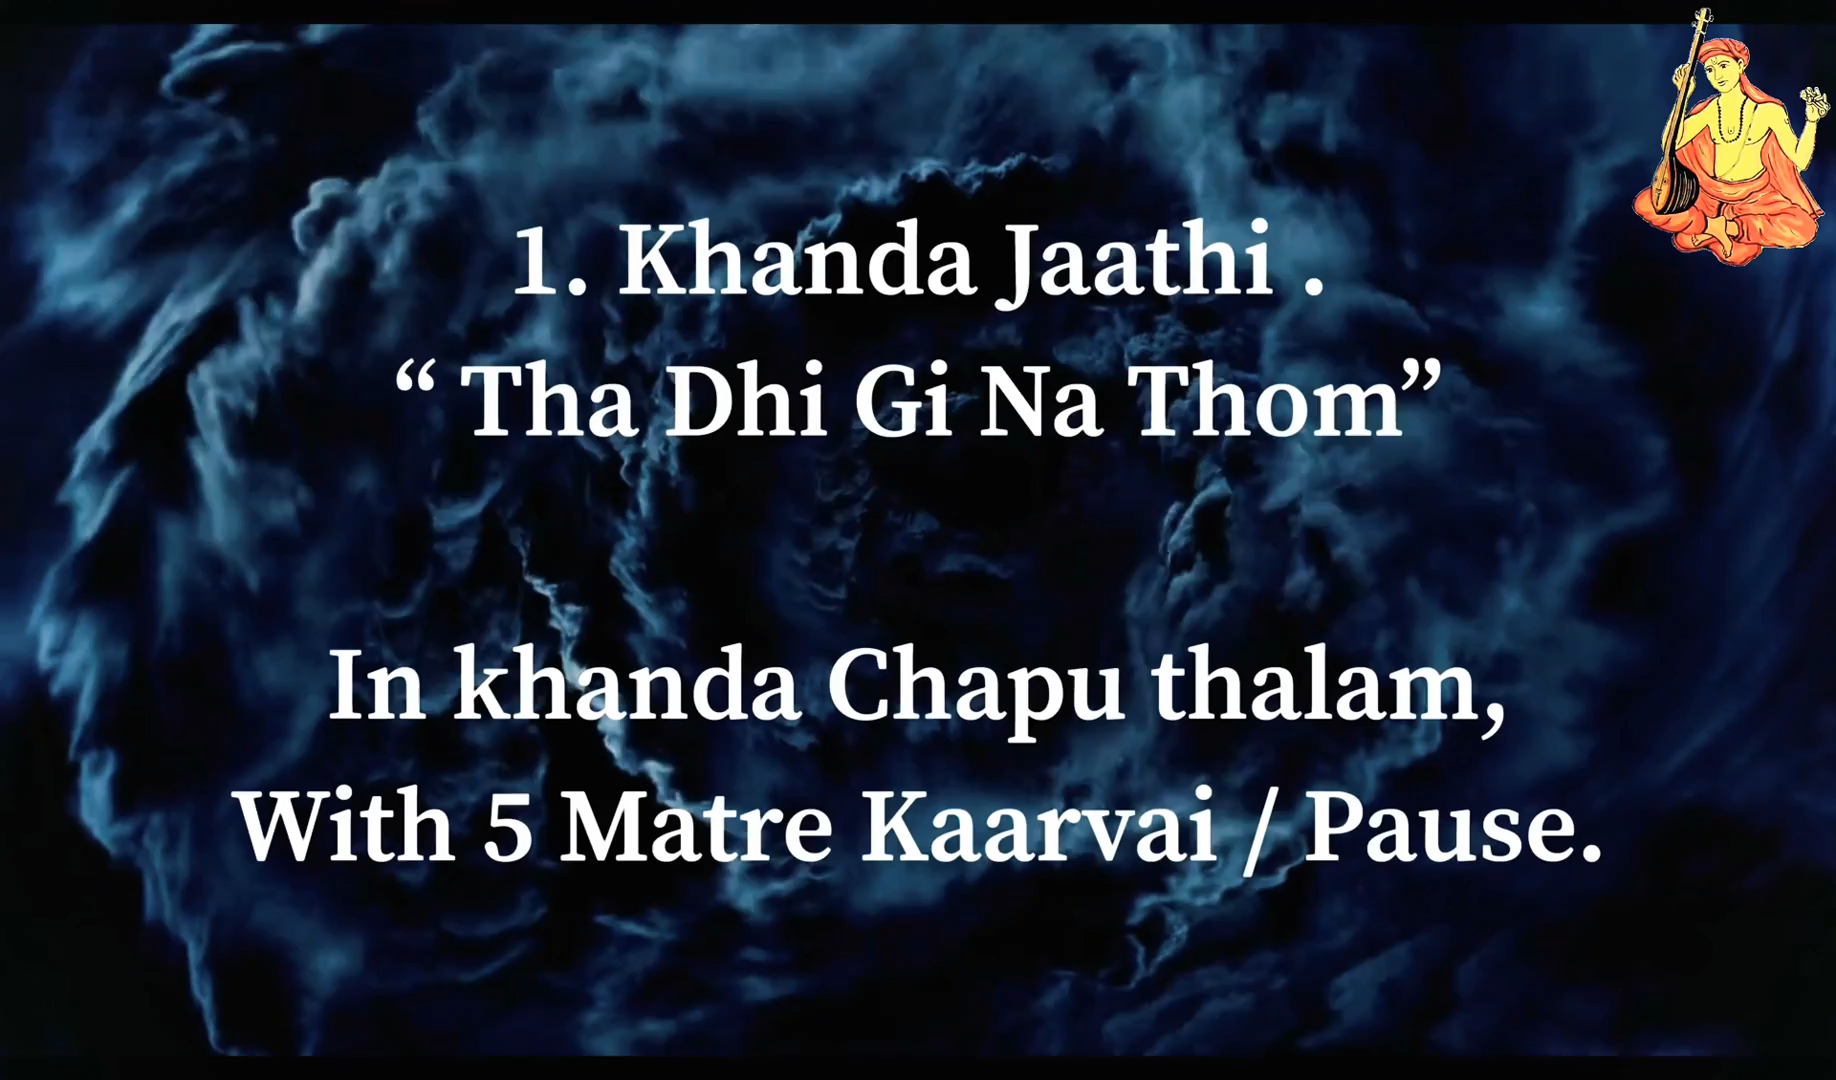 1. Khanda Jaathi .
“ Tha Dhi Gi Na Thom”
In khanda Chapu thalam,
With 5 Matre Kaarvai / Pause.